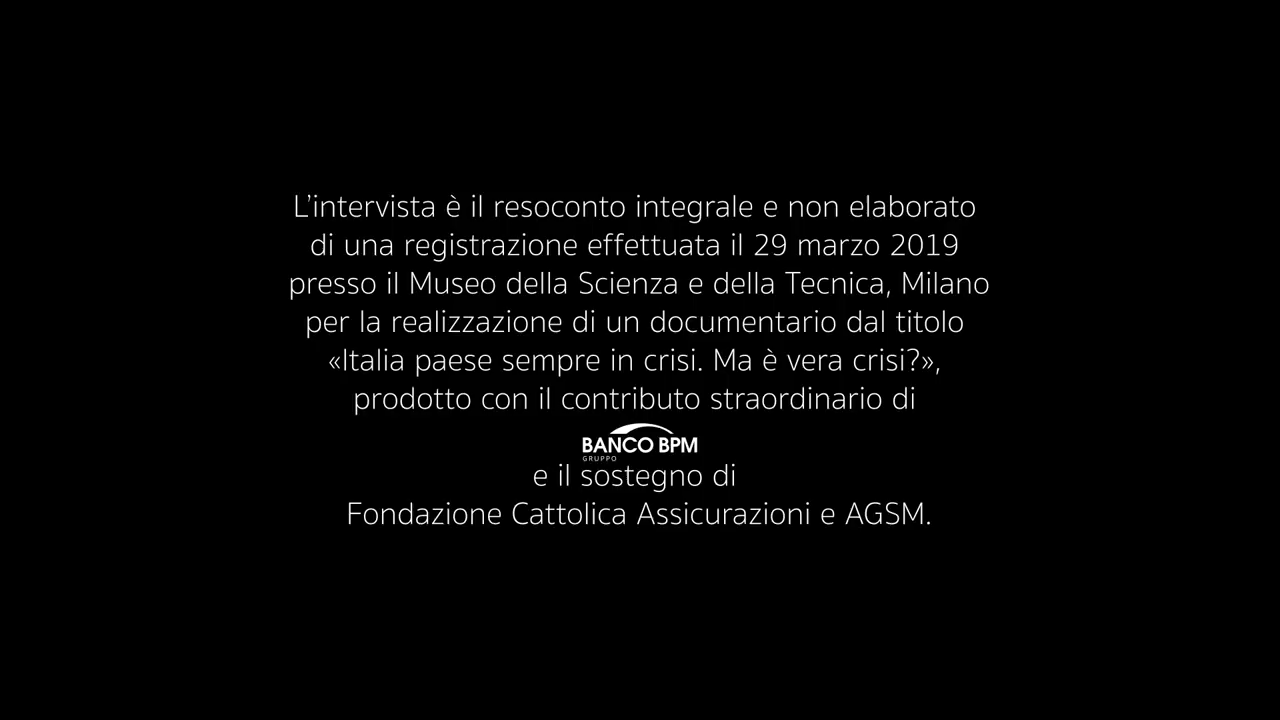 L’intervista è il resoconto integrale e non elaborato
di una registrazione effettuata il 29 marzo 2019
presso il Museo della Scienza e della Tecnica, Milano
per la realizzazione di un documentario dal titolo
«Italia paese sempre in crisi. Ma è vera crisi?»,
prodotto con il contributo straordinario di
BANCO BPM
GRUPPO
e il sostegno di
Fondazione Cattolica Assicurazioni e AGSM.